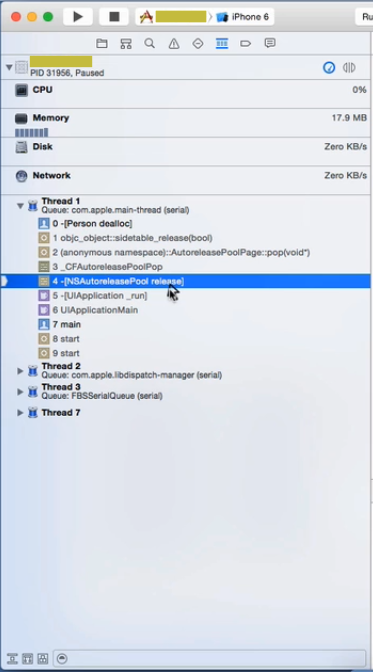 iPhone 6
Ru
PID 31956, Paused
CPU 0%
Memory 17.9 MB
Disk Zero KB/s
Network Zero KB/s
Thread 1
Queue: com.apple.main-thread (serial)
0 -[Person dealloc]
1 objc_object::sidetable_release(bool)
2 (anonymous namespace)::AutoreleasePoolPage::pop(void*)
3 _CFAutoreleasePoolPop
4 -[NSAutoreleasePool release]
5 -[UIApplication _run]
6 UIApplicationMain
7 main
8 start
9 start
Thread 2
Queue: com.apple.libdispatch-manager (serial)
Thread 3
Queue: FBSSerialQueue (serial)
Thread 7